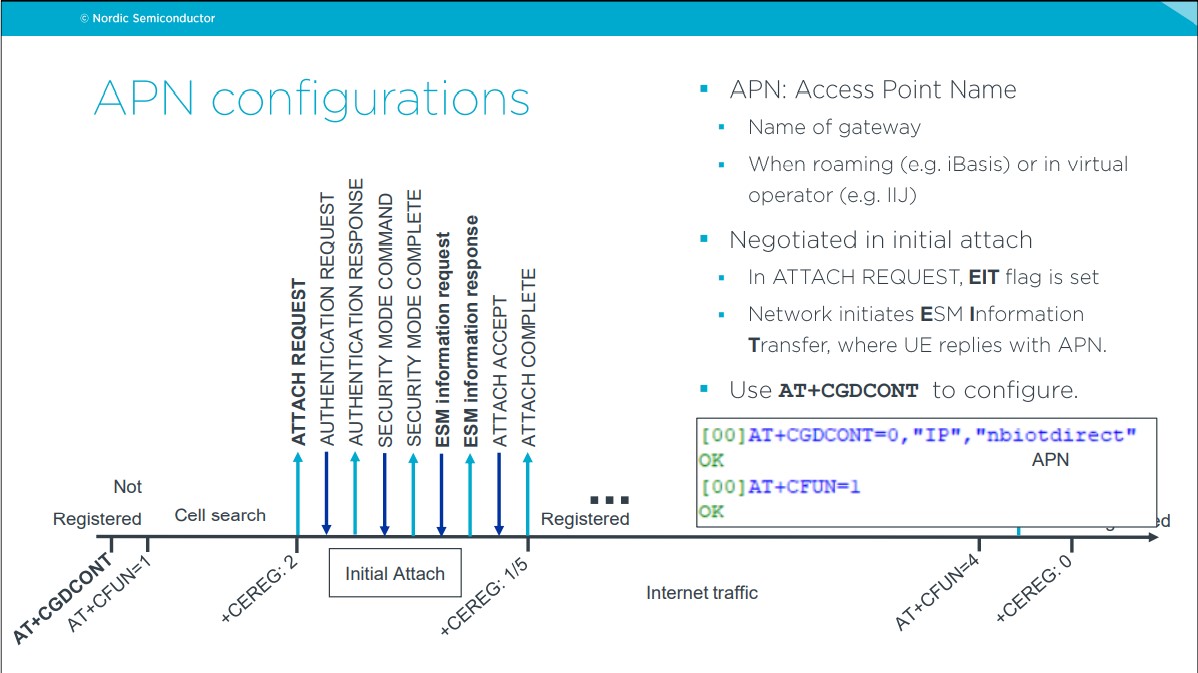 © Nordic Semiconductor
APN configurations
▪ APN: Access Point Name
▪ Name of gateway
▪ When roaming (e.g. iBasis) or in virtual
operator (e.g. IIJ)
▪ Negotiated in initial attach
▪ In ATTACH REQUEST, EIT flag is set
▪ Network initiates ESM Information
Transfer, where UE replies with APN.
▪ Use AT+CGDCONT to configure.
[00]AT+CGDCONT=0,"IP","nbiotdirect"
OK
APN
[00]AT+CFUN=1
OK
ATTACH REQUEST
AUTHENTICATION REQUEST
AUTHENTICATION RESPONSE
SECURITY MODE COMMAND
SECURITY MODE COMPLETE
ESM information request
ESM information response
ATTACH ACCEPT
ATTACH COMPLETE
Not
Registered
Cell search
...
Registered
AT+CGDCONT
AT+CFUN=1
+CEREG: 2
Initial Attach
+CEREG: 1/5
Internet traffic
AT+CFUN=4
+CEREG: 0